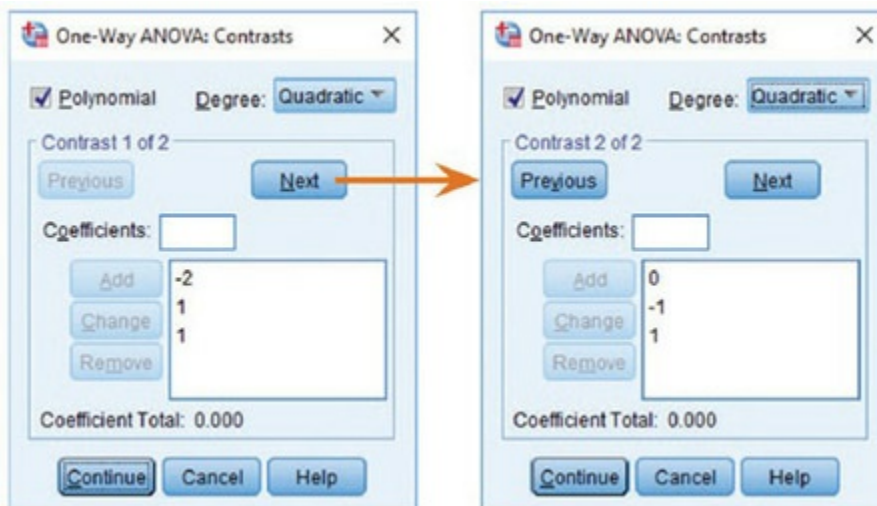 One-Way ANOVA: Contrasts
Polynomial Degree: Quadratic
Contrast 1 of 2
Previous Next
Coefficients:
Add
Change
Remove
-2
1
1
Coefficient Total: 0.000
Continue Cancel Help
One-Way ANOVA: Contrasts
Polynomial Degree: Quadratic
Contrast 2 of 2
Previous Next
Coefficients:
Add
Change
Remove
0
-1
1
Coefficient Total: 0.000
Continue Cancel Help